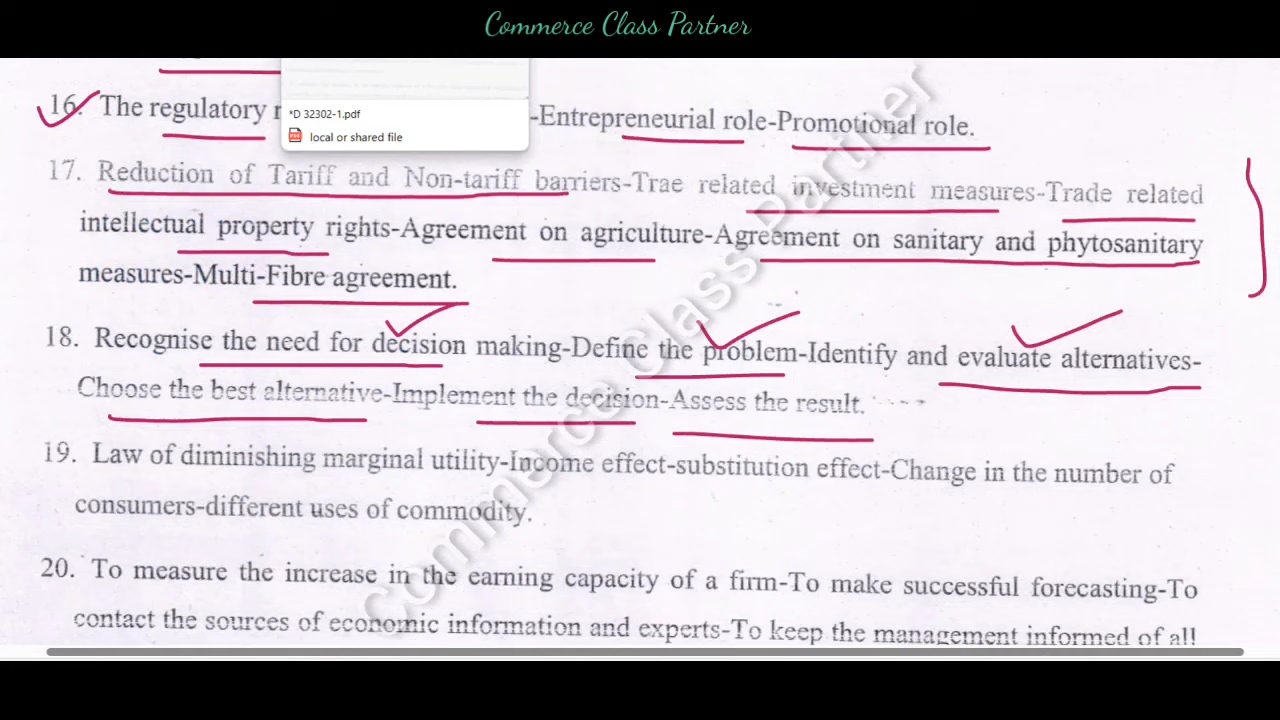 Commerce Class Partner
*D 32302-1.pdf
local or shared file
16. The regulatory -Entrepreneurial role-Promotional role.
17. Reduction of Tariff and Non-tariff barriers-Trae related investment measures-Trade related
intellectual property rights-Agreement on agriculture-Agreement on sanitary and phytosanitary
measures-Multi-Fibre agreement.
18. Recognise the need for decision making-Define the problem-Identify and evaluate alternatives-
Choose the best alternative-Implement the decision-Assess the result.
19. Law of diminishing marginal utility-Income effect-substitution effect-Change in the number of
consumers-different uses of commodity.
20. To measure the increase in the earning capacity of a firm-To make successful forecasting-To
contact the sources of economic information and experts-To keep the management informed of all
Commerce Class Partner